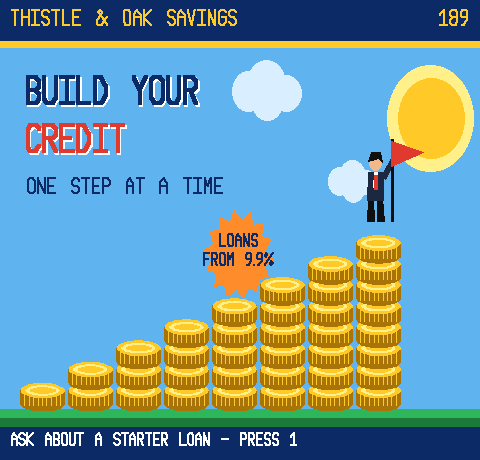 THISTLE & OAK SAVINGS 189
BUILD YOUR
CREDIT
ONE STEP AT A TIME
LOANS
FROM 9.9%
ASK ABOUT A STARTER LOAN - PRESS 1